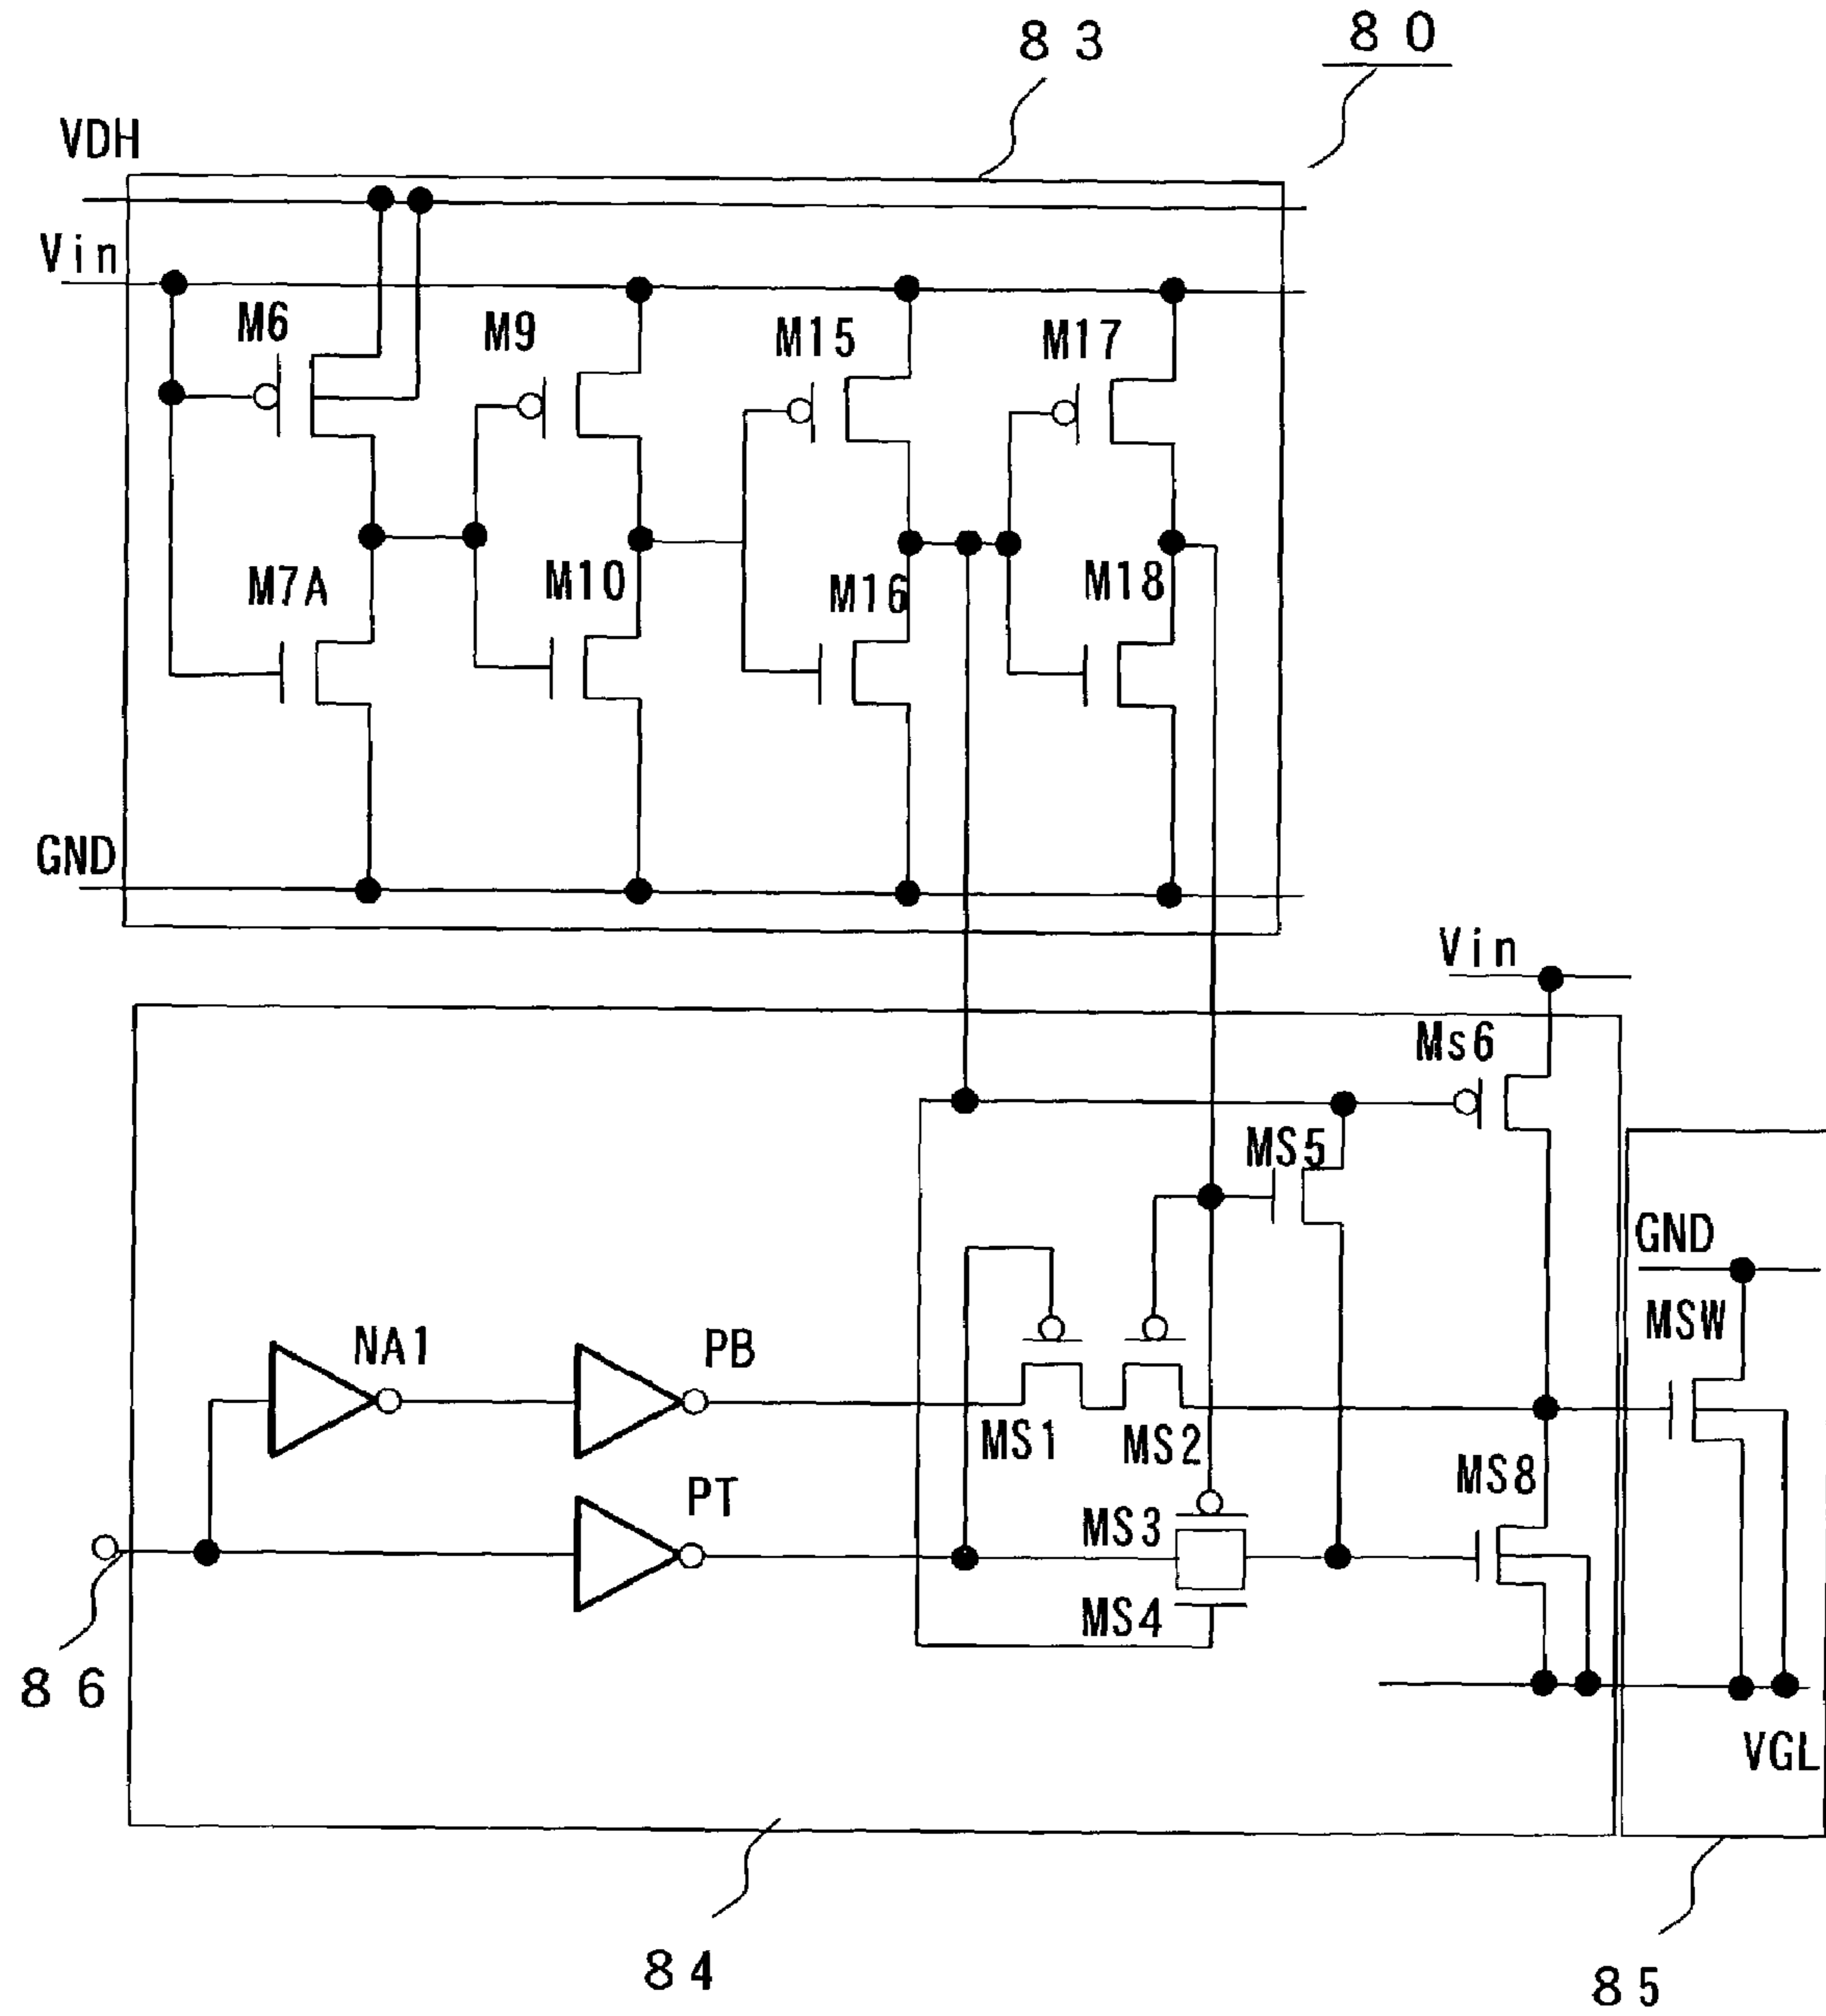 83
80
VDH
Vin
M6
M9
M15
M17
M7A
M10
M16
M18
GND
Vin
Ms6
MS5
GND
MSW
NA1
PB
MS1
MS2
MS8
PT
MS3
MS4
86
VGL
84
85